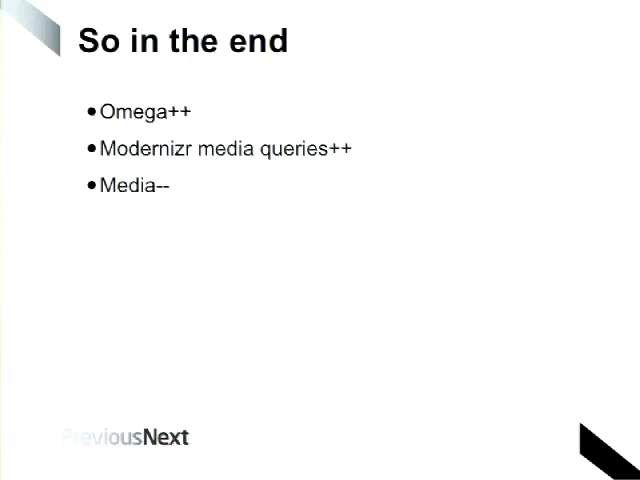 So in the end
•Omega++
•Modernizr media queries++
•Media--
PreviousNext